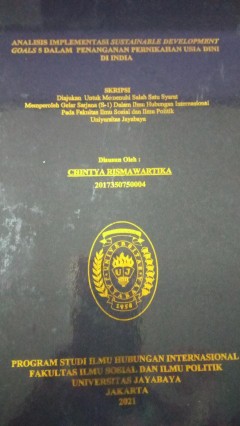 ANALISIS IMPLEMENTASI SUSTAINABLE DEVELOPMENT
GOALS 5 DALAM PENANGANAN PERNIKAHAN USIA DINI
DI INDIA
SKRIPSI
Diajukan Untuk Memenuhi Salah Satu Syarat
Memperoleh Gelar Sarjana (S-1) Dalam Ilmu Hubungan Internasional
Pada Fakultas Ilmu Sosial dan Ilmu Politik
Universitas Jayabaya
Disusun Oleh :
CHINTYA RISMAWARTIKA
2017350750004
UNIVERSITAS
UJ
1958
PROGRAM STUDI ILMU HUBUNGAN INTERNASIONAL
FAKULTAS ILMU SOSIAL DAN ILMU POLITIK
UNIVERSITAS JAYABAYA
JAKARTA
2021